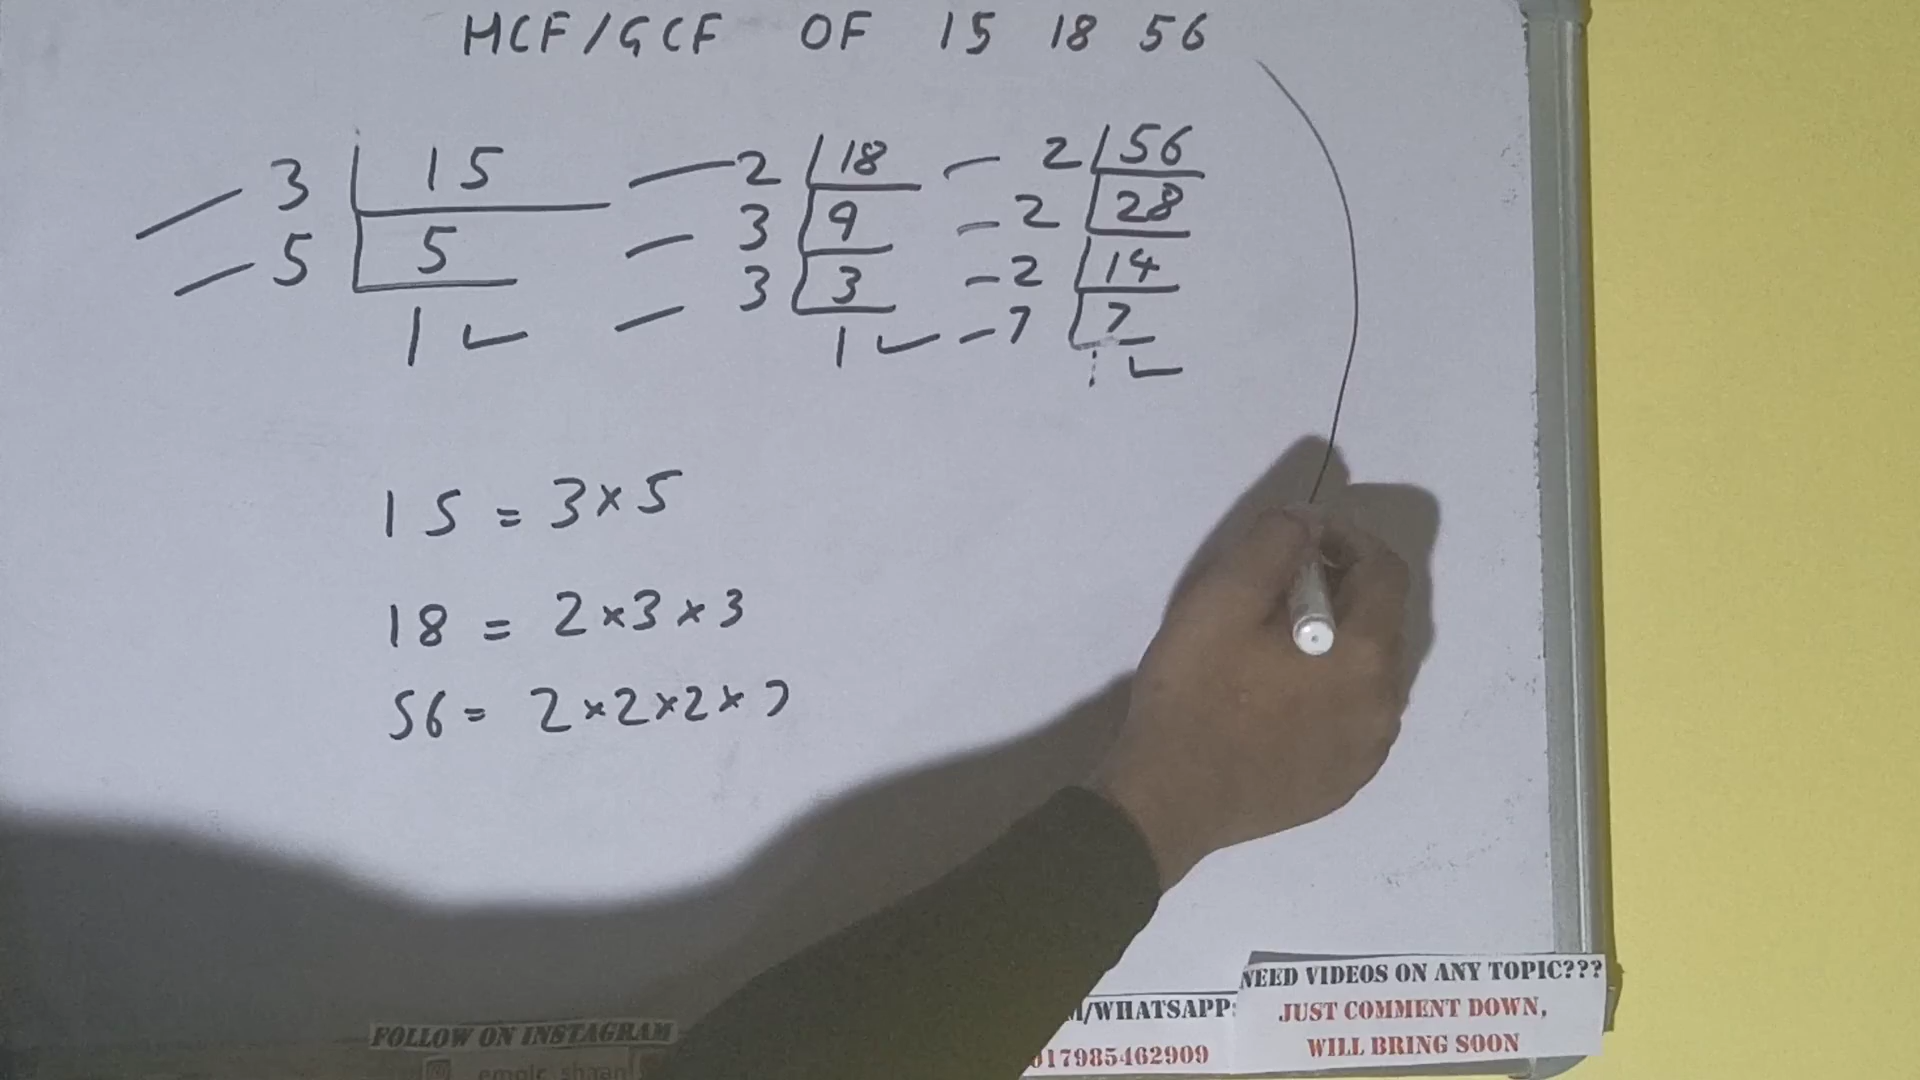 HCF/GCF OF 15 18 56
3 15
5 5
1
2 18
3 9
3 3
1
2 56
2 28
2 14
7 7
1
15 = 3×5
18 = 2×3×3
56 = 2×2×2×7
FOLLOW ON INSTAGRAM
/WHATSAPP:
017985462909
NEED VIDEOS ON ANY TOPIC???
JUST COMMENT DOWN,
WILL BRING SOON